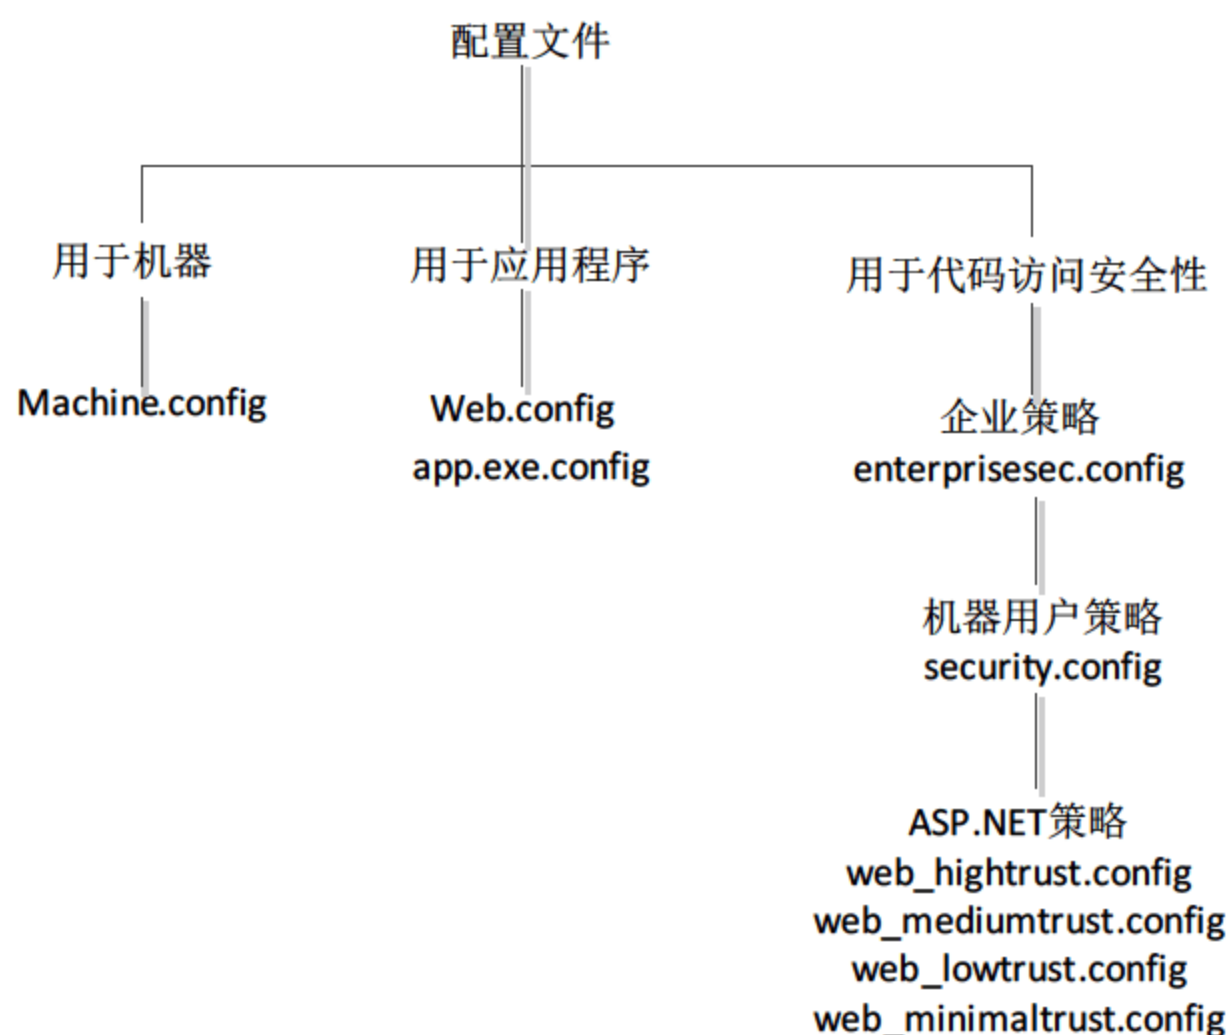 配置文件
用于机器
Machine.config
用于应用程序
Web.config
app.exe.config
用于代码访问安全性
企业策略
enterprisesec.config
机器用户策略
security.config
ASP.NET策略
web_hightrust.config
web_mediumtrust.config
web_lowtrust.config
web_minimaltrust.config